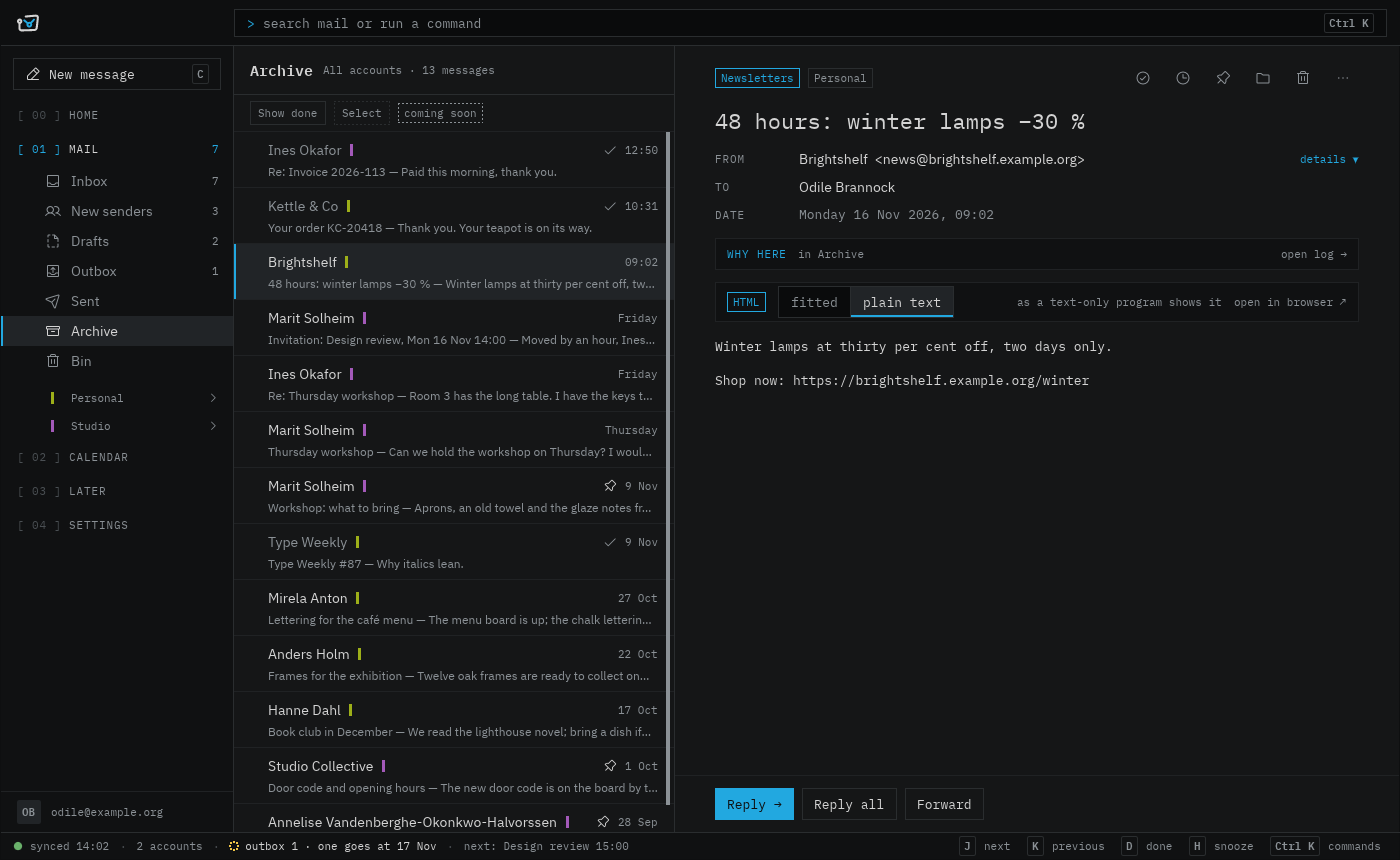 > search mail or run a command Ctrl K
New message C
[ 00 ] HOME
[ 01 ] MAIL 7
Inbox 7
New senders 3
Drafts 2
Outbox 1
Sent
Archive
Bin
Personal
Studio
[ 02 ] CALENDAR
[ 03 ] LATER
[ 04 ] SETTINGS
OB odile@example.org
Archive All accounts · 13 messages
Show done Select coming soon
Ines Okafor 12:50
Re: Invoice 2026-113 — Paid this morning, thank you.
Kettle & Co 10:31
Your order KC-20418 — Thank you. Your teapot is on its way.
Brightshelf 09:02
48 hours: winter lamps −30 % — Winter lamps at thirty per cent off, tw…
Marit Solheim Friday
Invitation: Design review, Mon 16 Nov 14:00 — Moved by an hour, Ines…
Ines Okafor Friday
Re: Thursday workshop — Room 3 has the long table. I have the keys t…
Marit Solheim Thursday
Thursday workshop — Can we hold the workshop on Thursday? I woul…
Marit Solheim 9 Nov
Workshop: what to bring — Aprons, an old towel and the glaze notes fr…
Type Weekly 9 Nov
Type Weekly #87 — Why italics lean.
Mirela Anton 27 Oct
Lettering for the café menu — The menu board is up; the chalk letterin…
Anders Holm 22 Oct
Frames for the exhibition — Twelve oak frames are ready to collect on…
Hanne Dahl 17 Oct
Book club in December — We read the lighthouse novel; bring a dish if…
Studio Collective 1 Oct
Door code and opening hours — The new door code is on the board by t…
Annelise Vandenberghe-Okonkwo-Halvorssen 28 Sep
Newsletters Personal
48 hours: winter lamps −30 %
FROM Brightshelf <news@brightshelf.example.org> details ▾
TO Odile Brannock
DATE Monday 16 Nov 2026, 09:02
WHY HERE in Archive open log →
HTML fitted plain text as a text-only program shows it open in browser ↗
Winter lamps at thirty per cent off, two days only.
Shop now: https://brightshelf.example.org/winter
Reply → Reply all Forward
synced 14:02 · 2 accounts · outbox 1 · one goes at 17 Nov · next: Design review 15:00 J next K previous D done H snooze Ctrl K commands